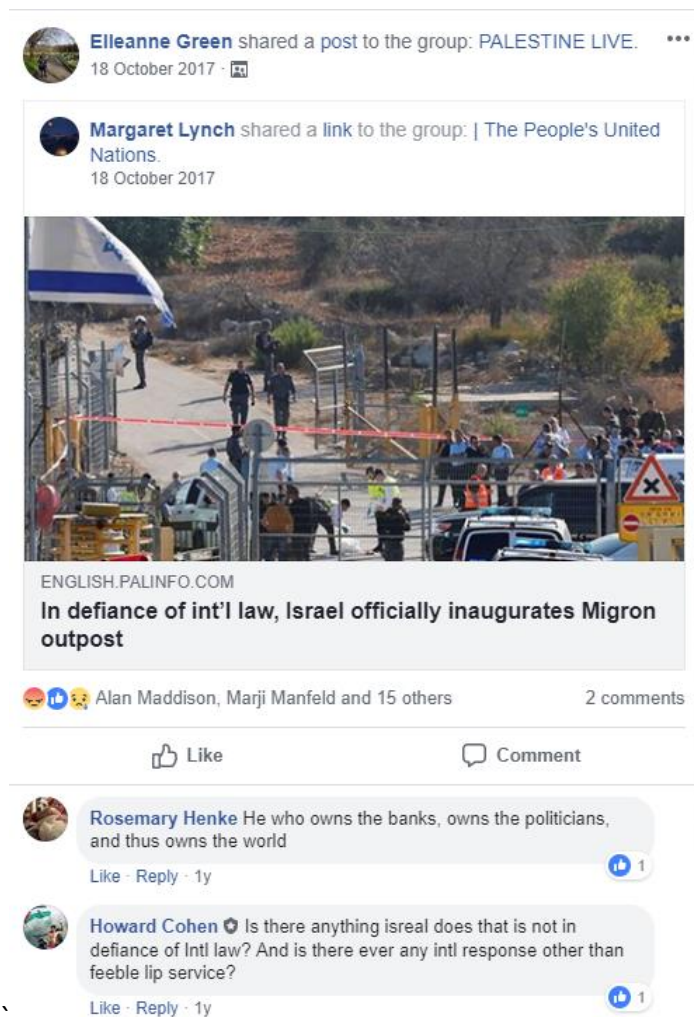 Elleanne Green shared a post to the group: PALESTINE LIVE.
18 October 2017 ·
Margaret Lynch shared a link to the group: | The People's United
Nations.
18 October 2017
ENGLISH.PALINFO.COM
In defiance of int'l law, Israel officially inaugurates Migron
outpost
Alan Maddison, Marji Manfeld and 15 others 2 comments
Like Comment
Rosemary Henke He who owns the banks, owns the politicians,
and thus owns the world
1
Like · Reply · 1y
Howard Cohen Is there anything isreal does that is not in
defiance of Intl law? And is there ever any intl response other than
feeble lip service?
1
Like · Reply · 1y